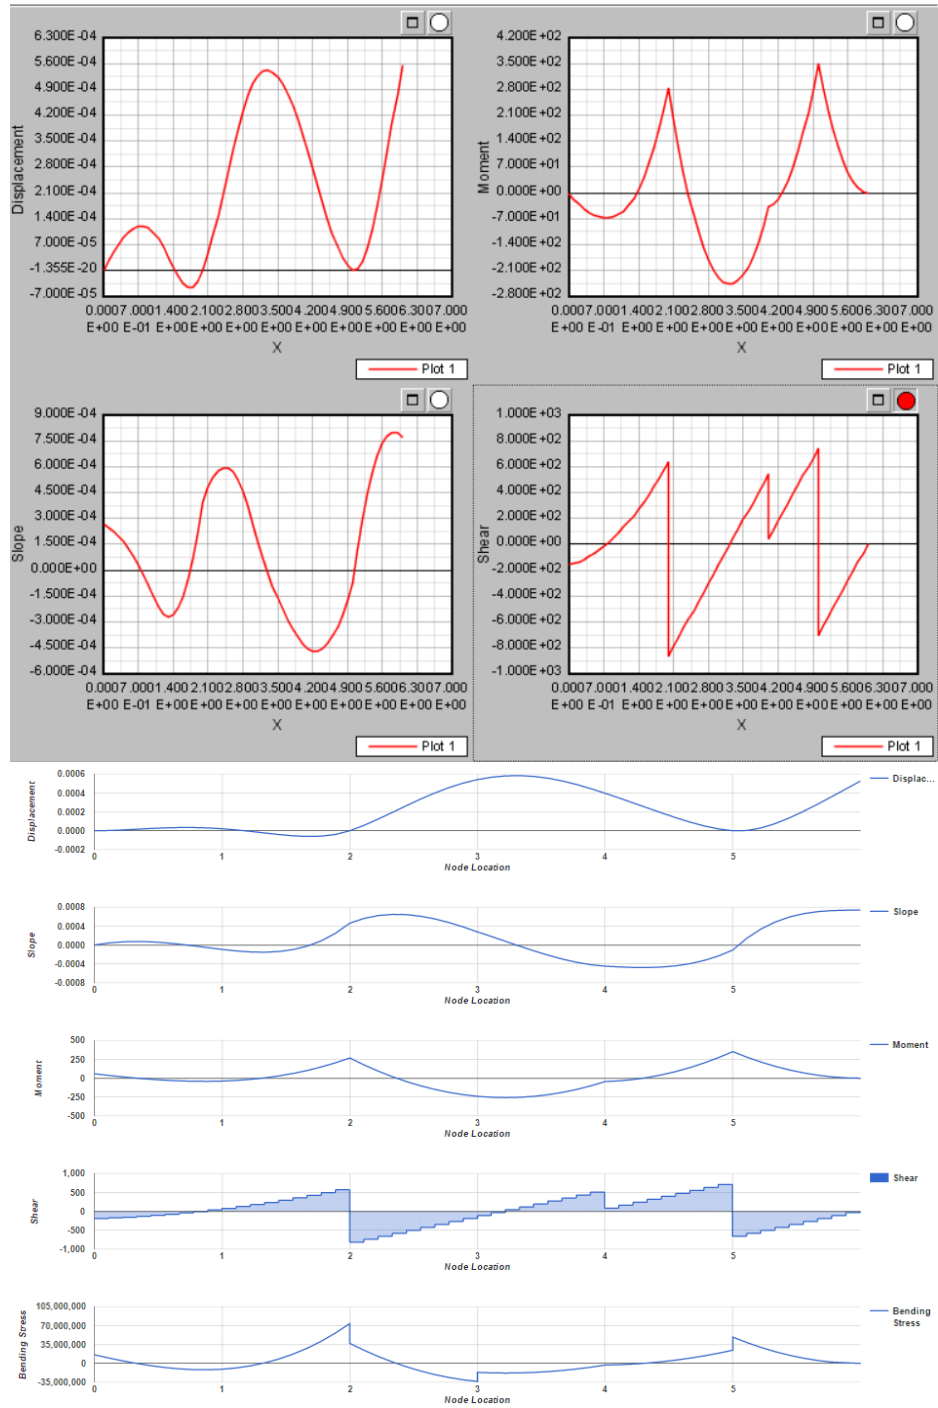 6.300E-04
5.600E-04
4.900E-04
4.200E-04
3.500E-04
2.800E-04
2.100E-04
1.400E-04
7.000E-05
-1.355E-20
-7.000E-05
Displacement
0.0007.0001.4002.1002.8003.5004.2004.9005.6006.3007.000
E+00 E-01 E+00 E+00 E+00 E+00 E+00 E+00 E+00 E+00 E+00
X
Plot 1
4.200E+02
3.500E+02
2.800E+02
2.100E+02
1.400E+02
7.000E+01
0.000E+00
-7.000E+01
-1.400E+02
-2.100E+02
-2.800E+02
Moment
0.0007.0001.4002.1002.8003.5004.2004.9005.6006.3007.000
E+00 E-01 E+00 E+00 E+00 E+00 E+00 E+00 E+00 E+00 E+00
X
Plot 1
9.000E-04
7.500E-04
6.000E-04
4.500E-04
3.000E-04
1.500E-04
0.000E+00
-1.500E-04
-3.000E-04
-4.500E-04
-6.000E-04
Slope
0.0007.0001.4002.1002.8003.5004.2004.9005.6006.3007.000
E+00 E-01 E+00 E+00 E+00 E+00 E+00 E+00 E+00 E+00 E+00
X
Plot 1
1.000E+03
8.000E+02
6.000E+02
4.000E+02
2.000E+02
0.000E+00
-2.000E+02
-4.000E+02
-6.000E+02
-8.000E+02
-1.000E+03
Shear
0.0007.0001.4002.1002.8003.5004.2004.9005.6006.3007.000
E+00 E-01 E+00 E+00 E+00 E+00 E+00 E+00 E+00 E+00 E+00
X
Plot 1
0.0006
0.0004
0.0002
0.0000
-0.0002
Displacement
0 1 2 3 4 5
Node Location
Displac...
0.0008
0.0004
0.0000
-0.0004
-0.0008
Slope
0 1 2 3 4 5
Node Location
Slope
500
250
0
-250
-500
Moment
0 1 2 3 4 5
Node Location
Moment
1,000
500
0
-500
-1,000
Shear
0 1 2 3 4 5
Node Location
Shear
105,000,000
70,000,000
35,000,000
0
-35,000,000
Bending Stress
0 1 2 3 4 5
Node Location
Bending
Stress